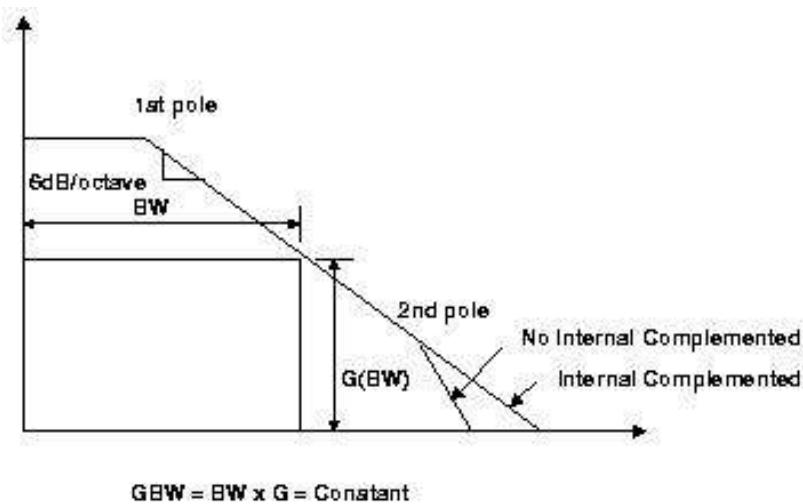 1st pole
6dB/octave
BW
2nd pole
No Internal Complemented
G(BW)
Internal Complemented
GBW = BW x G = Constant